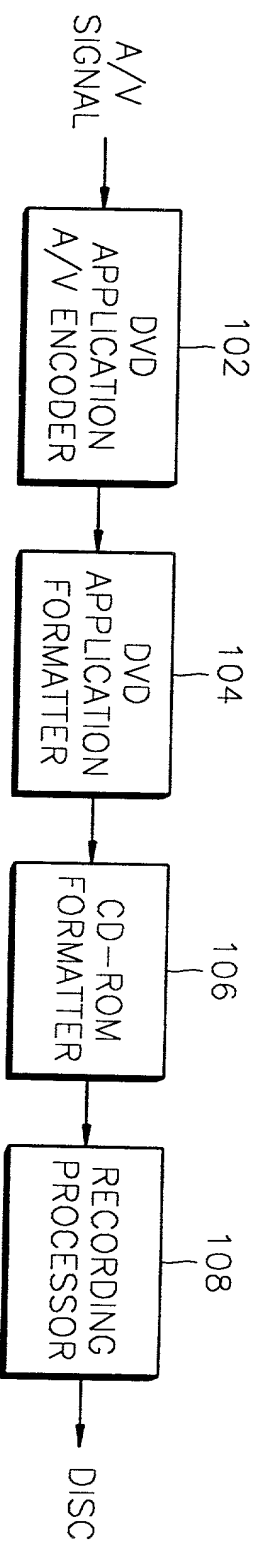 A/V
SIGNAL
102
DVD
APPLICATION
A/V ENCODER
104
DVD
APPLICATION
FORMATTER
106
CD-ROM
FORMATTER
108
RECORDING
PROCESSOR
DISC